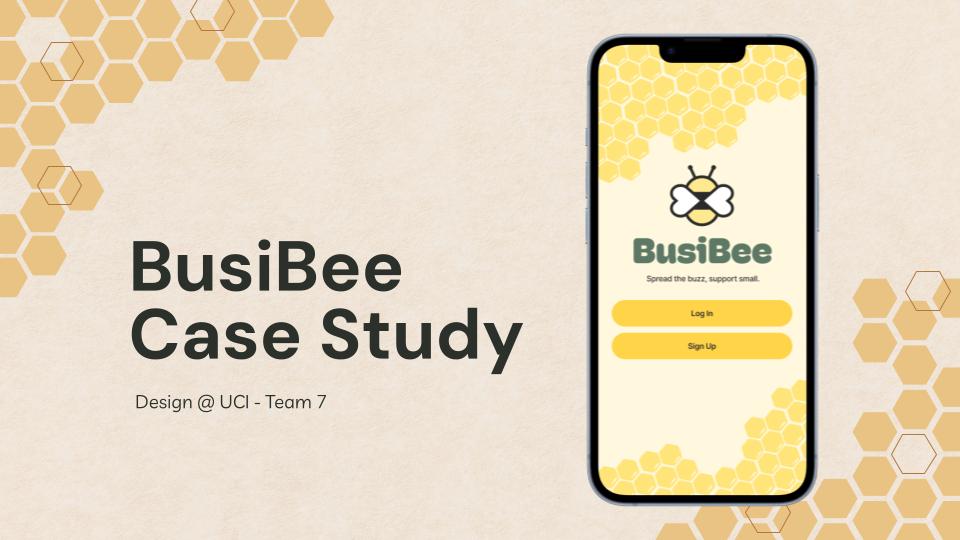 BusiBee
Case Study
Design @ UCI - Team 7
BusiBee
Spread the buzz, support small.
Log In
Sign Up